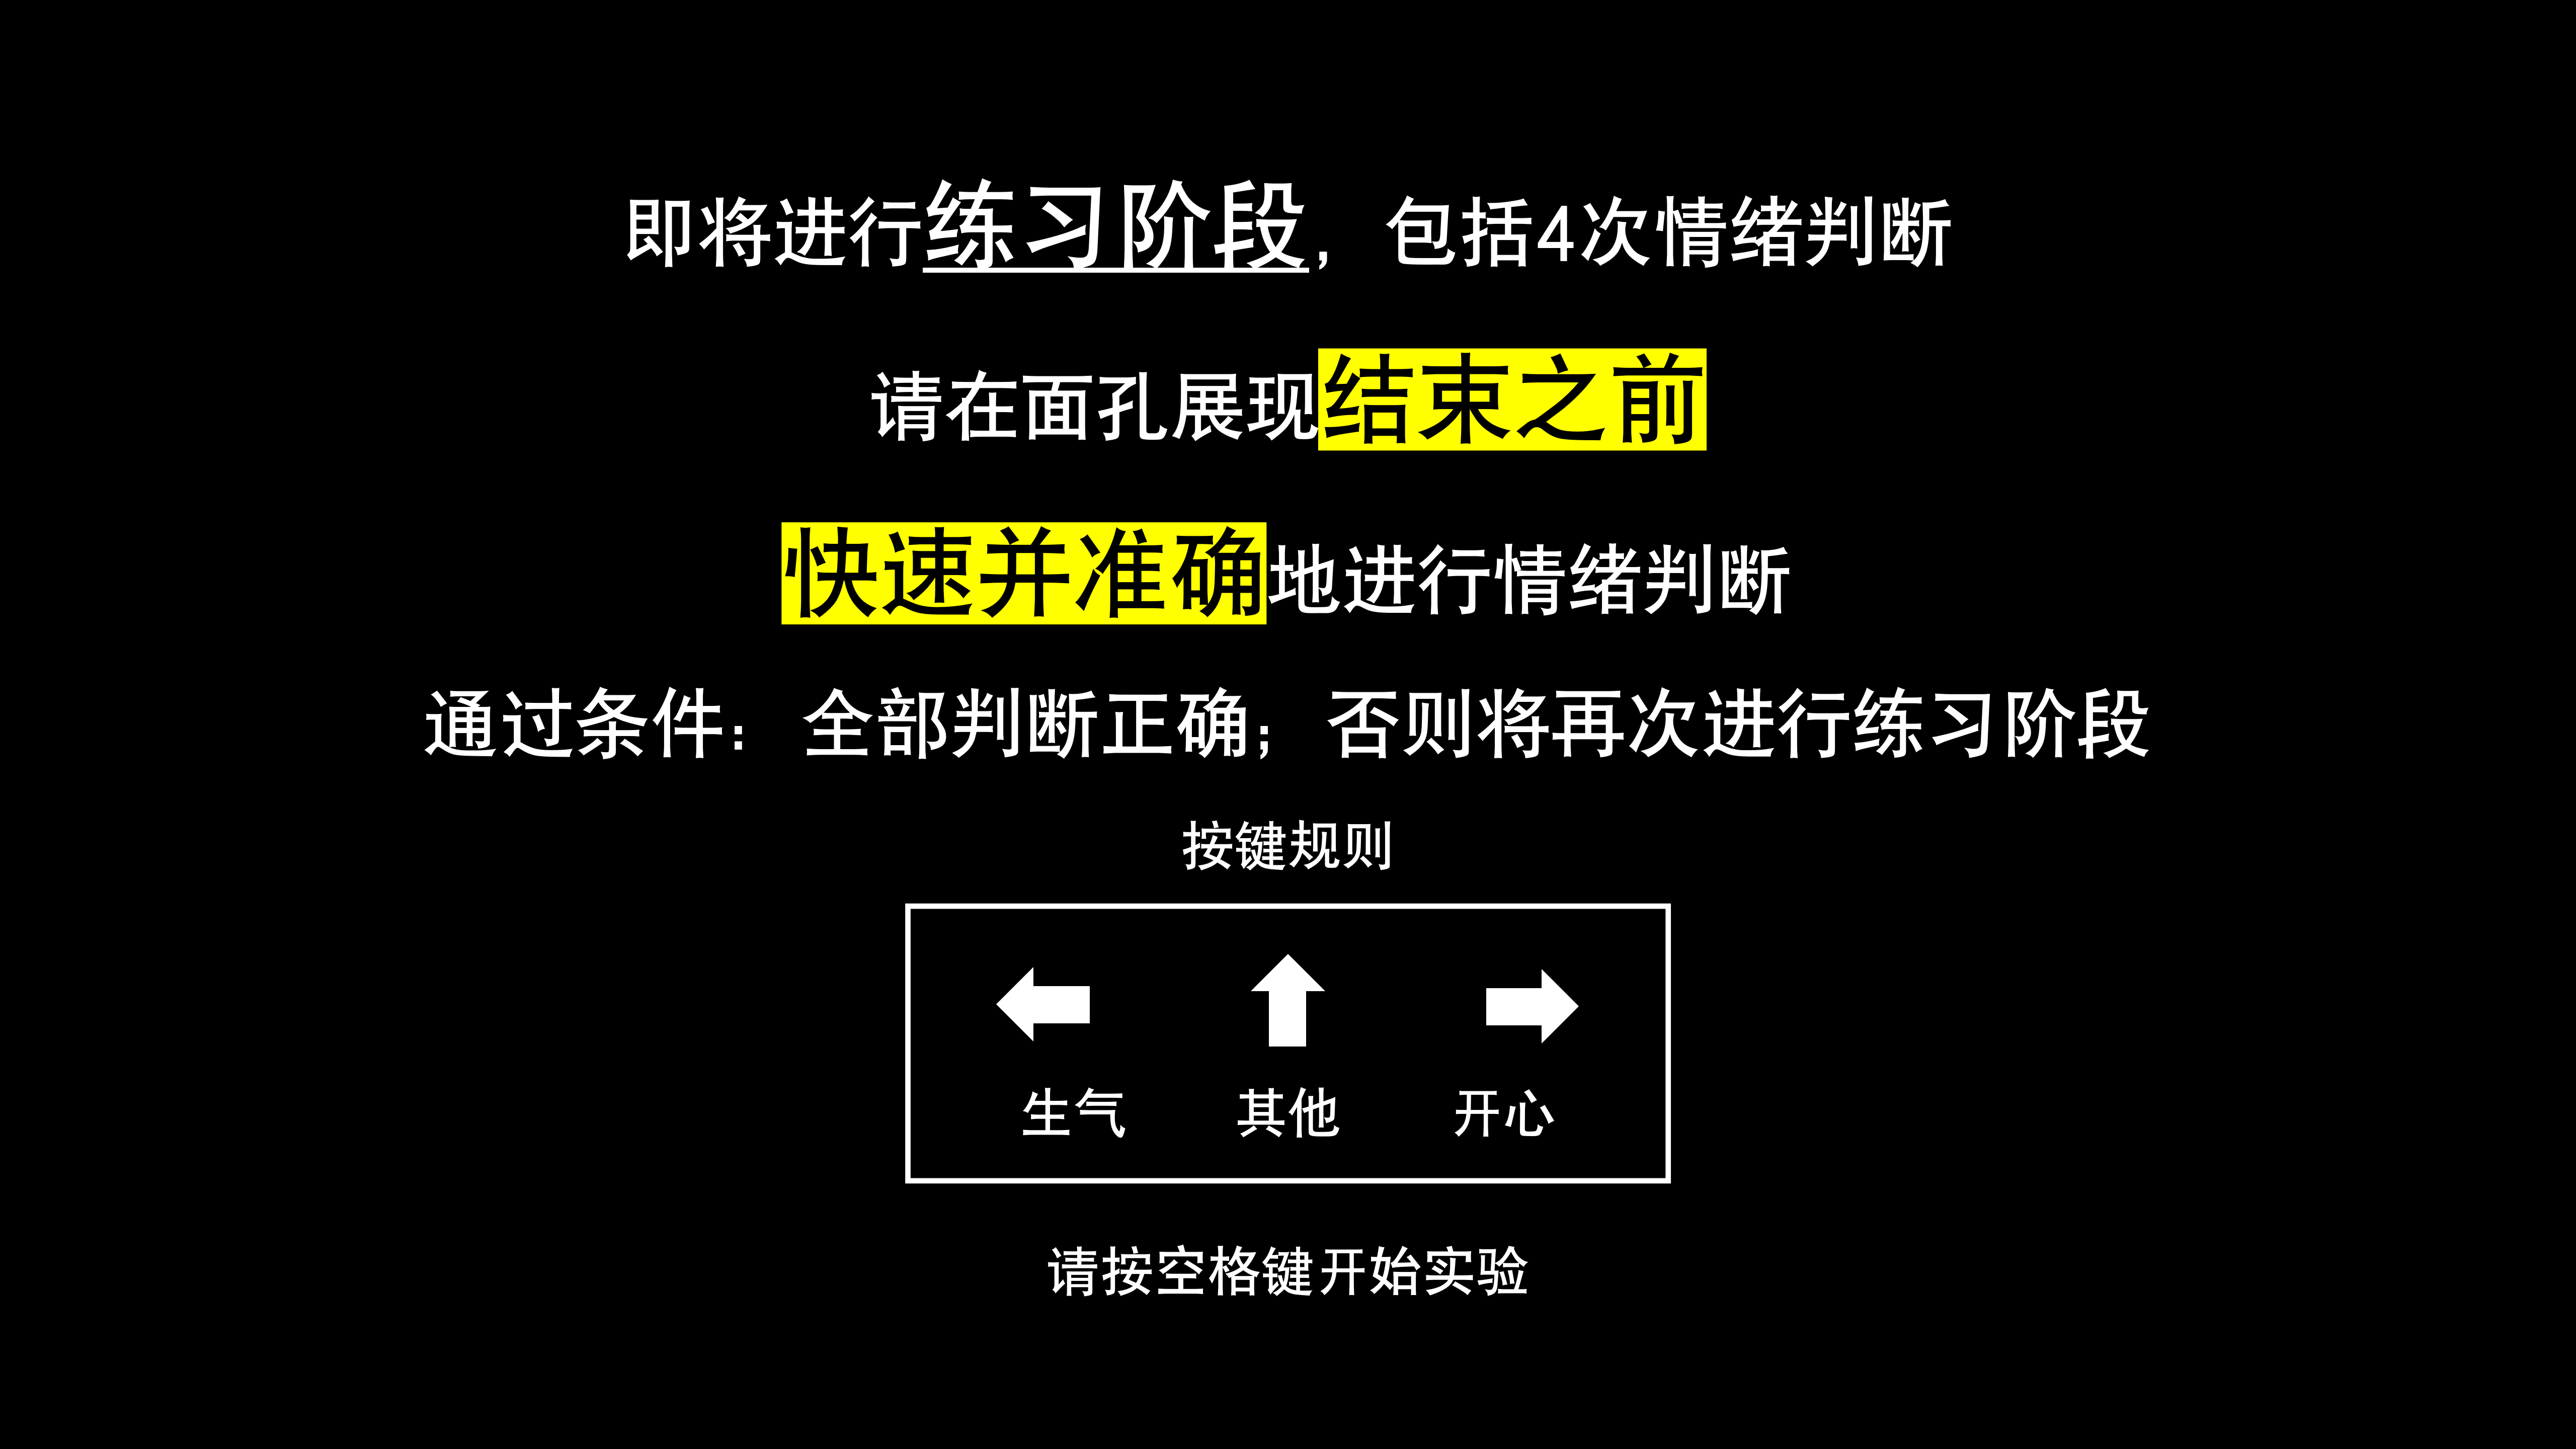 即将进行练习阶段，包括4次情绪判断
请在面孔展现结束之前
快速并准确地进行情绪判断
通过条件：全部判断正确；否则将再次进行练习阶段
按键规则
生气 其他 开心
请按空格键开始实验